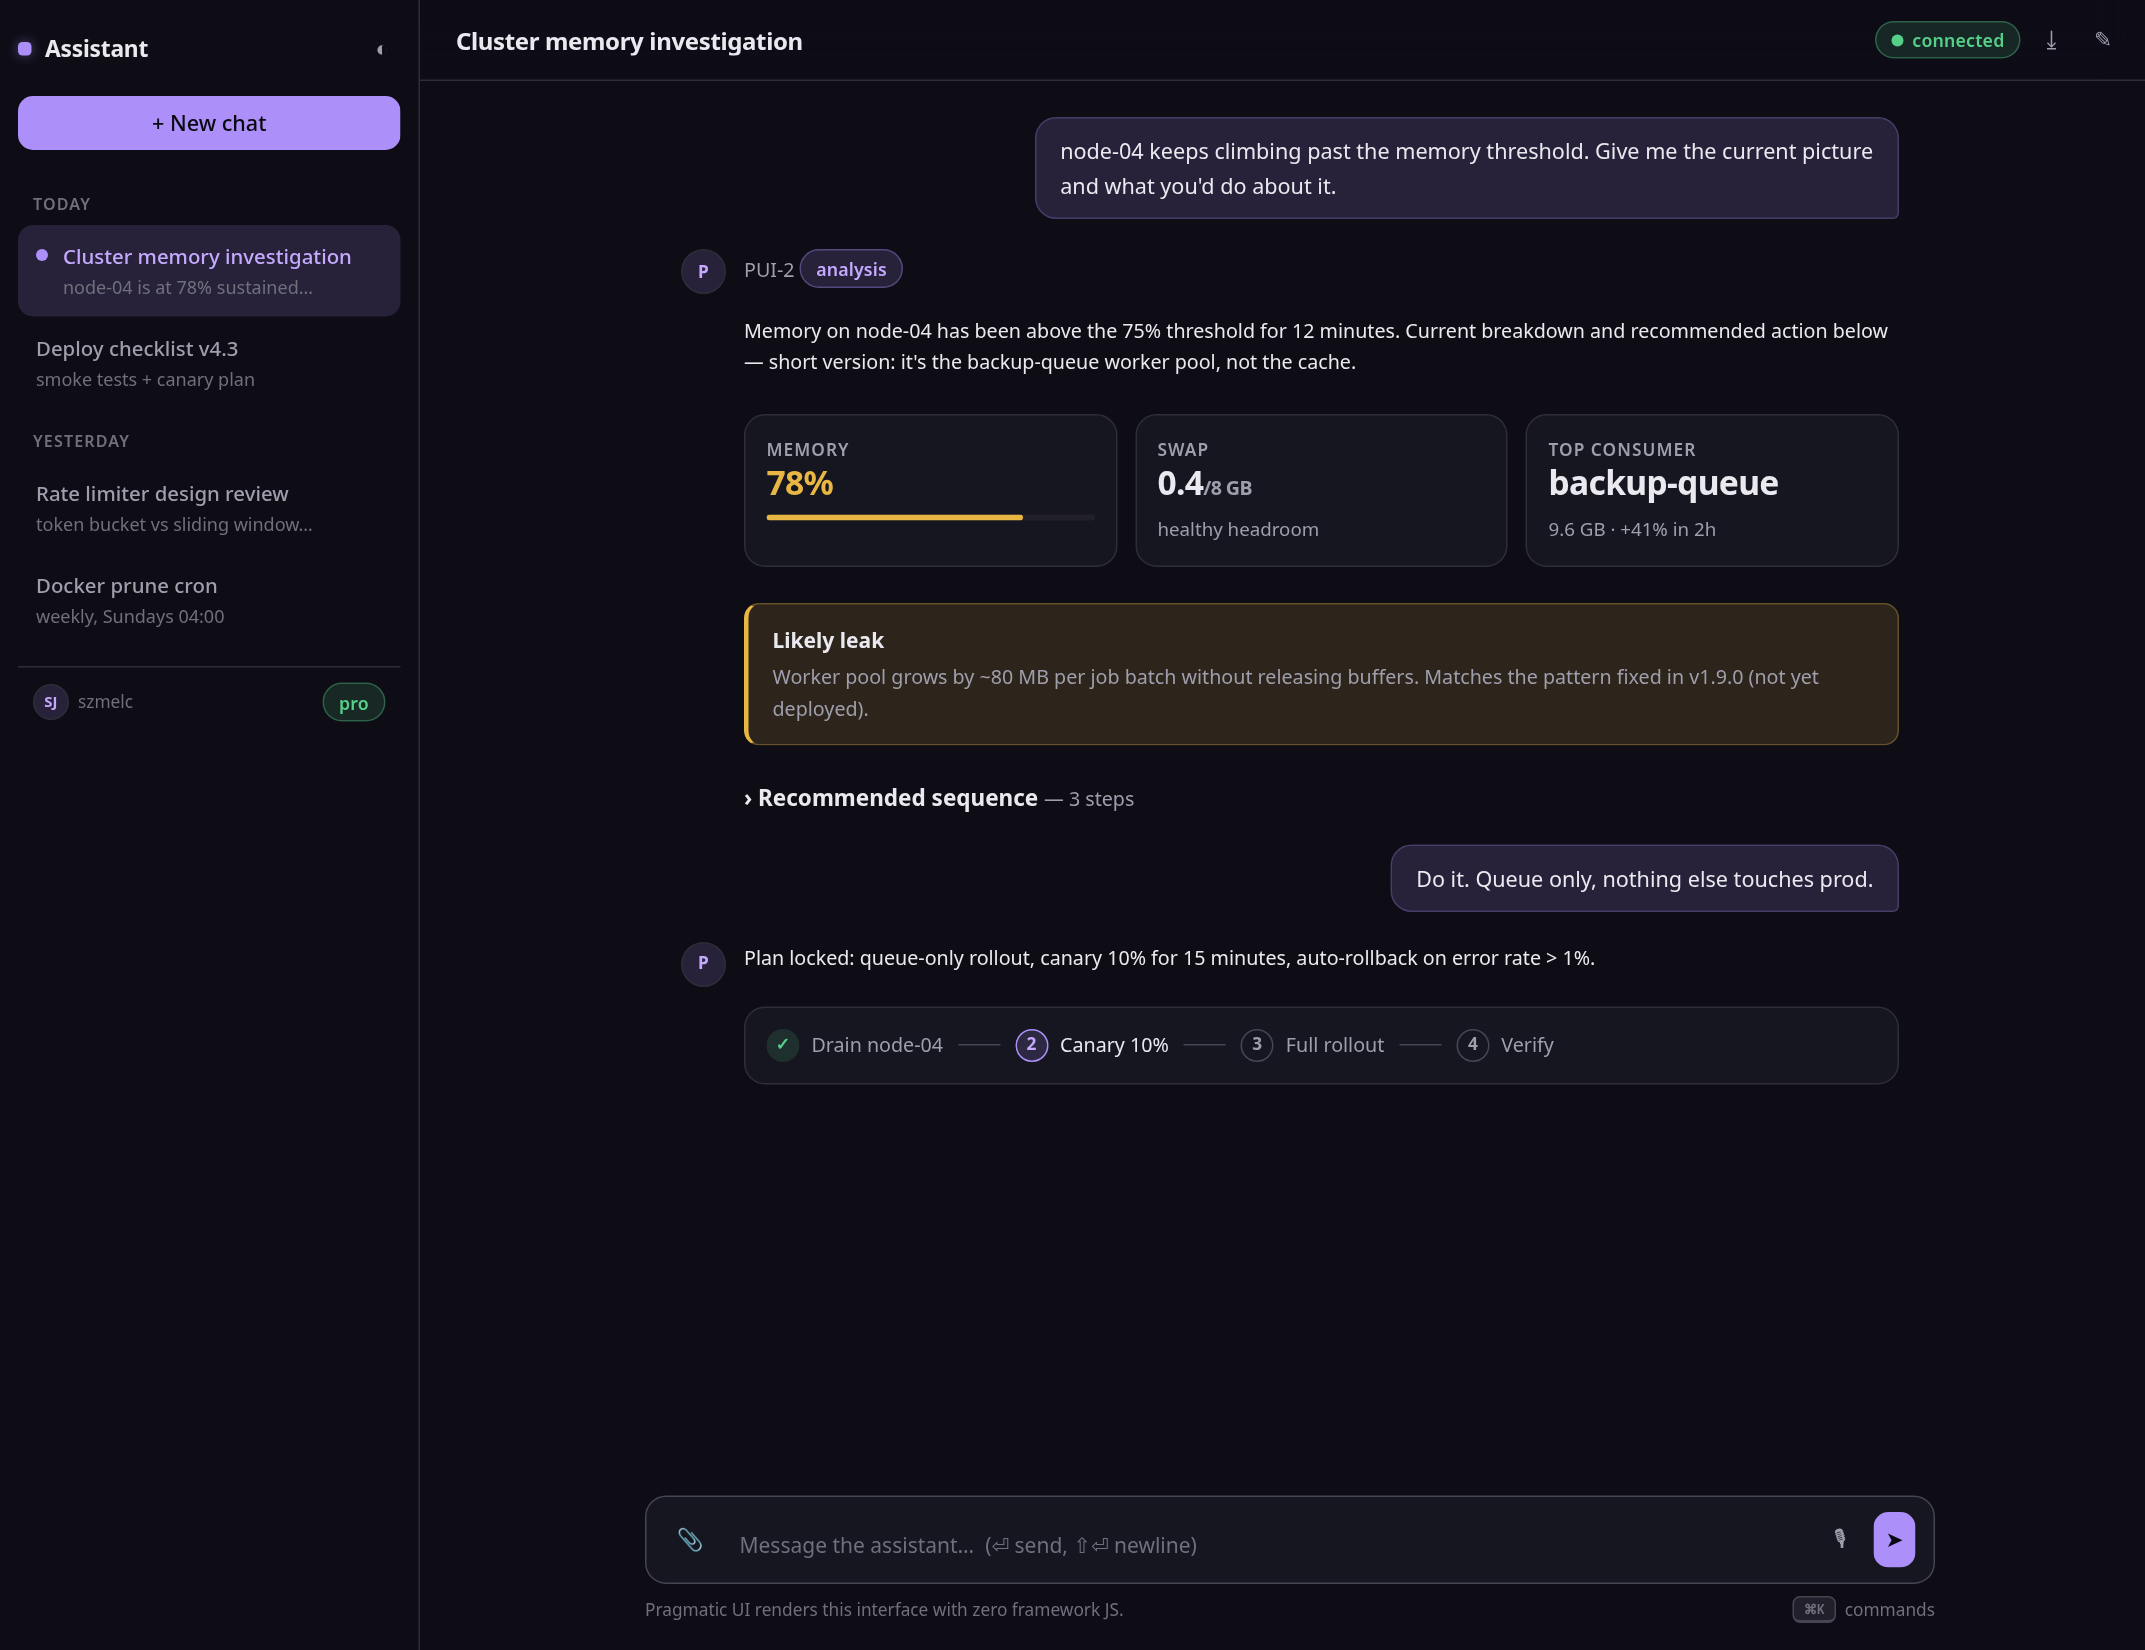 Assistant
+ New chat
TODAY
Cluster memory investigation
node-04 is at 78% sustained…
Deploy checklist v4.3
smoke tests + canary plan
YESTERDAY
Rate limiter design review
token bucket vs sliding window…
Docker prune cron
weekly, Sundays 04:00
SJ szmelc pro
Cluster memory investigation
connected
node-04 keeps climbing past the memory threshold. Give me the current picture
and what you'd do about it.
P PUI-2 analysis
Memory on node-04 has been above the 75% threshold for 12 minutes. Current breakdown and recommended action below
— short version: it's the backup-queue worker pool, not the cache.
MEMORY
78%
SWAP
0.4/8 GB
healthy headroom
TOP CONSUMER
backup-queue
9.6 GB · +41% in 2h
Likely leak
Worker pool grows by ~80 MB per job batch without releasing buffers. Matches the pattern fixed in v1.9.0 (not yet
deployed).
› Recommended sequence — 3 steps
Do it. Queue only, nothing else touches prod.
P Plan locked: queue-only rollout, canary 10% for 15 minutes, auto-rollback on error rate > 1%.
✓ Drain node-04 2 Canary 10% 3 Full rollout 4 Verify
Message the assistant… (⏎ send, ⇧⏎ newline)
Pragmatic UI renders this interface with zero framework JS.
⌘K commands